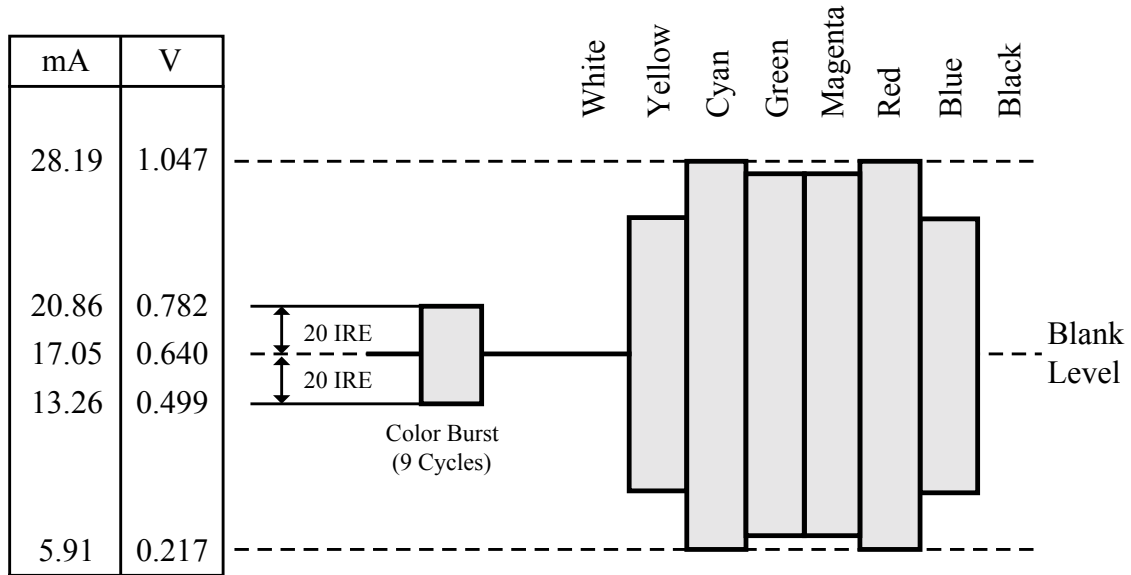 mA V
White
Yellow
Cyan
Green
Magenta
Red
Blue
Black
28.19 1.047
20.86 0.782
20 IRE
17.05 0.640
20 IRE
13.26 0.499
Blank
Level
Color Burst
(9 Cycles)
5.91 0.217